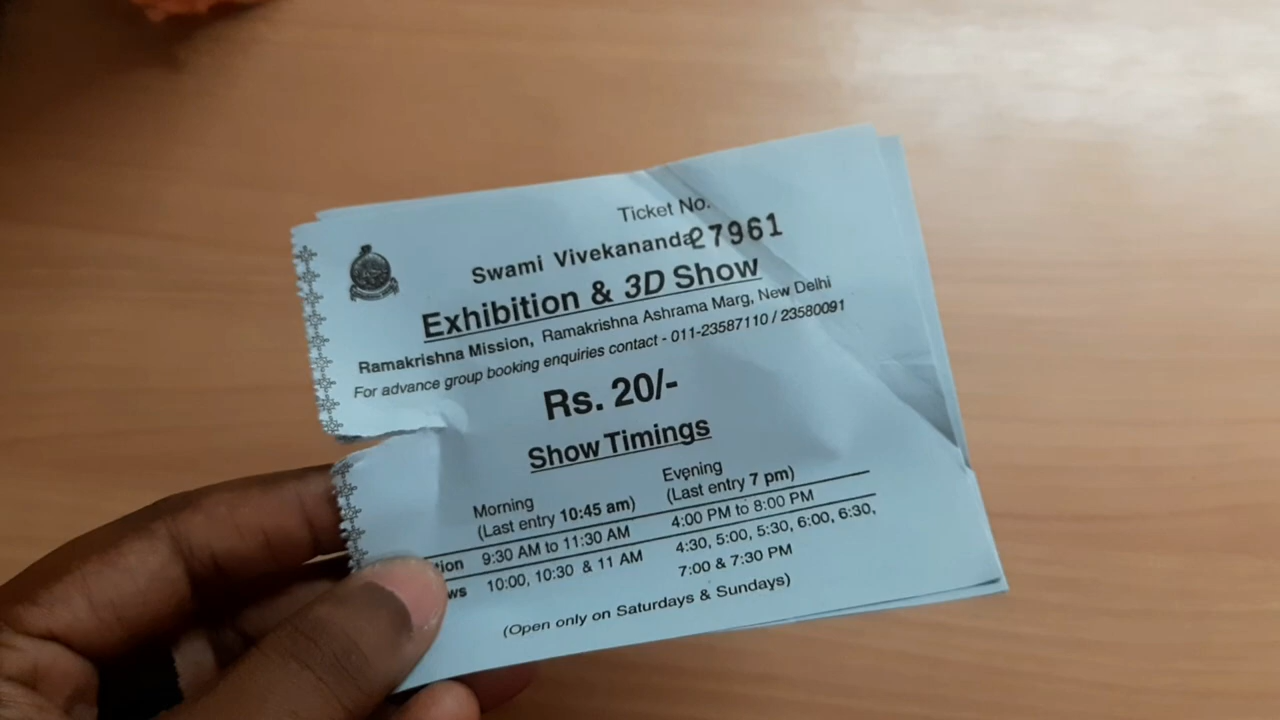 Ticket No.
Swami Vivekananda 27961
Exhibition & 3D Show
Ramakrishna Mission, Ramakrishna Ashrama Marg, New Delhi
For advance group booking enquiries contact - 011-23587110 / 23580091
Rs. 20/-
Show Timings
Morning Evening
(Last entry 10:45 am) (Last entry 7 pm)
tion 9:30 AM to 11:30 AM 4:00 PM to 8:00 PM
ws 10:00, 10:30 & 11 AM 4:30, 5:00, 5:30, 6:00, 6:30,
7:00 & 7:30 PM
(Open only on Saturdays & Sundays)